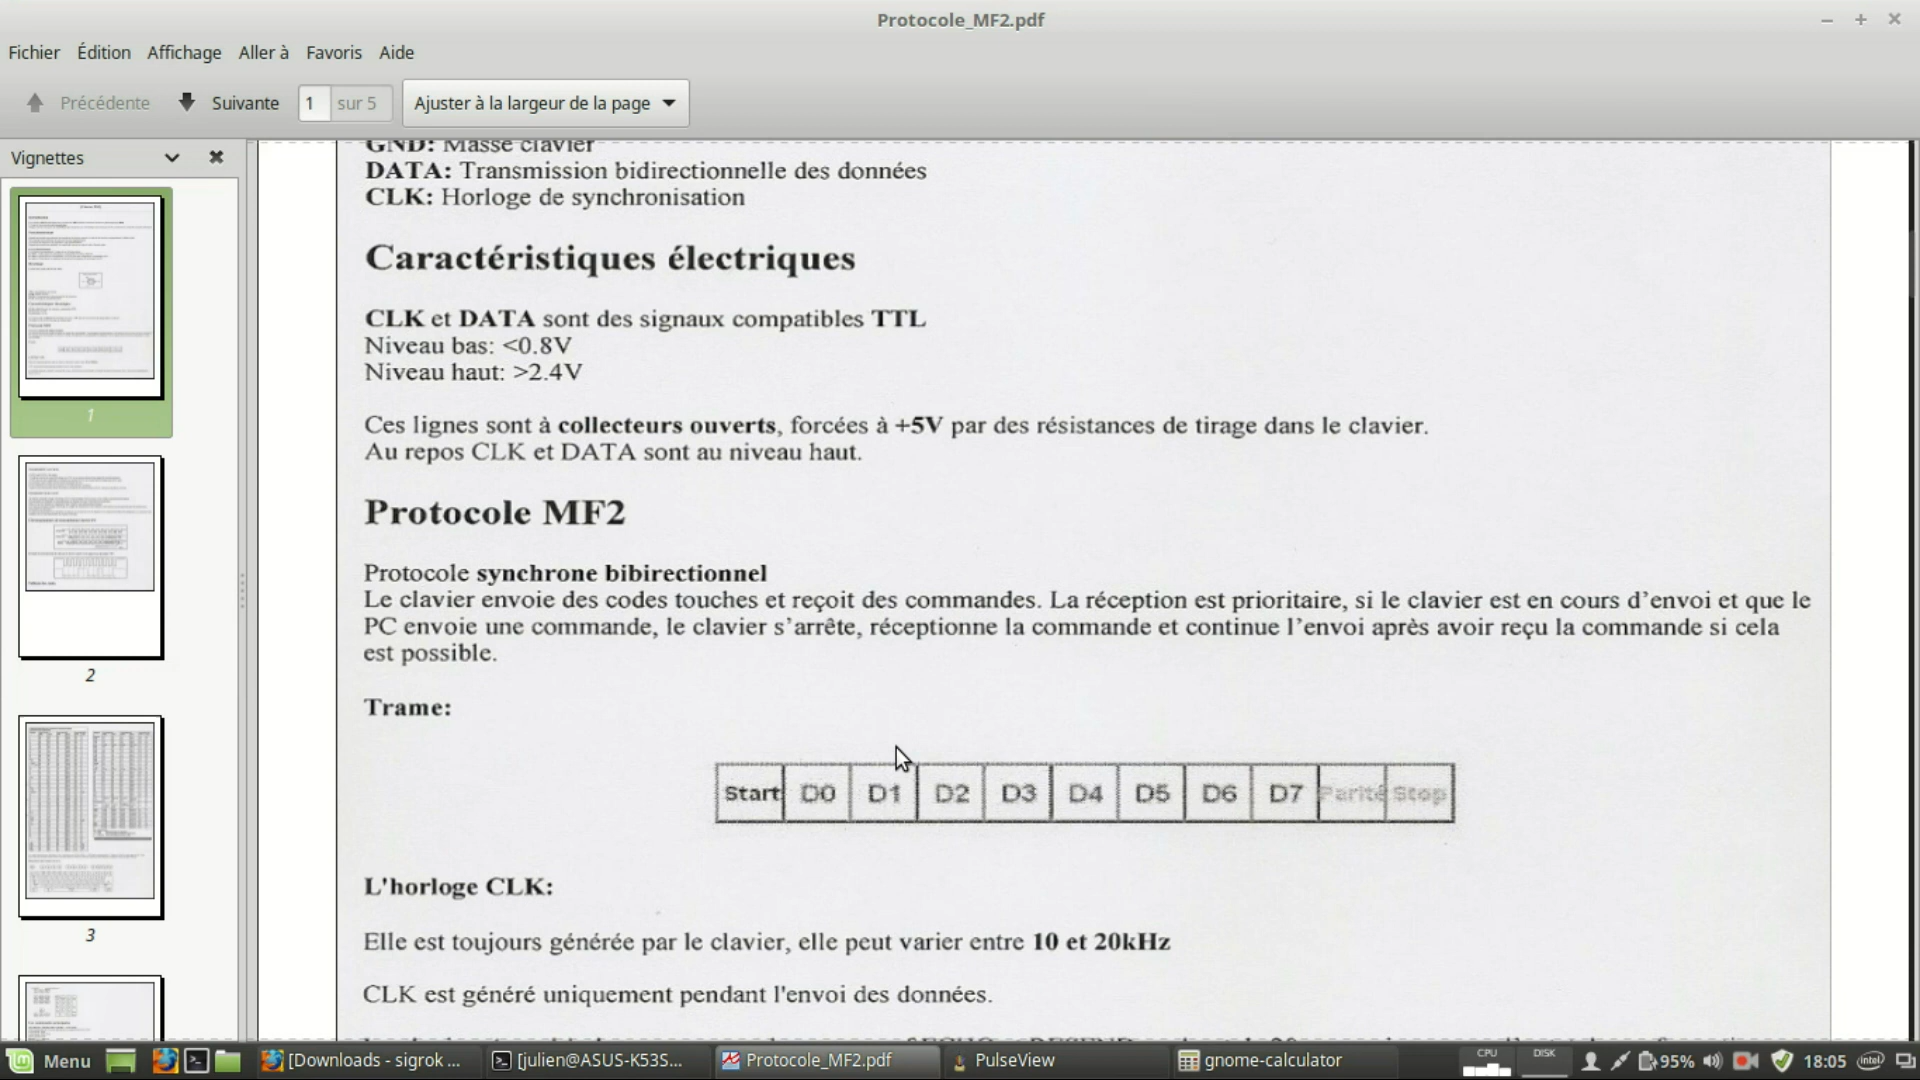 Protocole_MF2.pdf
Fichier Édition Affichage Aller à Favoris Aide
Précédente Suivante 1 sur 5 Ajuster à la largeur de la page
Vignettes
1
2
3
GND: Masse clavier
DATA: Transmission bidirectionnelle des données
CLK: Horloge de synchronisation
Caractéristiques électriques
CLK et DATA sont des signaux compatibles TTL
Niveau bas: <0.8V
Niveau haut: >2.4V
Ces lignes sont à collecteurs ouverts, forcées à +5V par des résistances de tirage dans le clavier.
Au repos CLK et DATA sont au niveau haut.
Protocole MF2
Protocole synchrone bibirectionnel
Le clavier envoie des codes touches et reçoit des commandes. La réception est prioritaire, si le clavier est en cours d'envoi et que le
PC envoie une commande, le clavier s'arrête, réceptionne la commande et continue l'envoi après avoir reçu la commande si cela
est possible.
Trame:
Start D0 D1 D2 D3 D4 D5 D6 D7 Parité Stop
L'horloge CLK:
Elle est toujours générée par le clavier, elle peut varier entre 10 et 20kHz
CLK est généré uniquement pendant l'envoi des données.
Menu [Downloads - sigrok ... [julien@ASUS-K53S... Protocole_MF2.pdf PulseView gnome-calculator CPU DISK 95% 18:05 intel